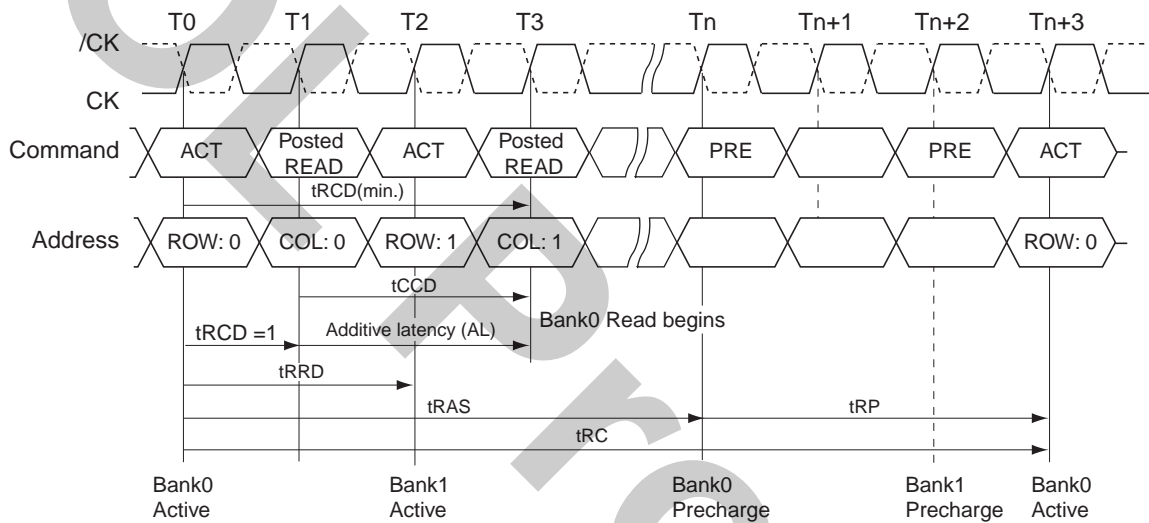 T0 T1 T2 T3 Tn Tn+1 Tn+2 Tn+3
/CK
CK
Command ACT Posted READ ACT Posted READ PRE PRE ACT
tRCD(min.)
Address ROW: 0 COL: 0 ROW: 1 COL: 1 ROW: 0
tCCD
Bank0 Read begins
tRCD =1 Additive latency (AL)
tRRD
tRAS tRP
tRC
Bank0 Bank1 Bank0 Bank1 Bank0
Active Active Precharge Precharge Active